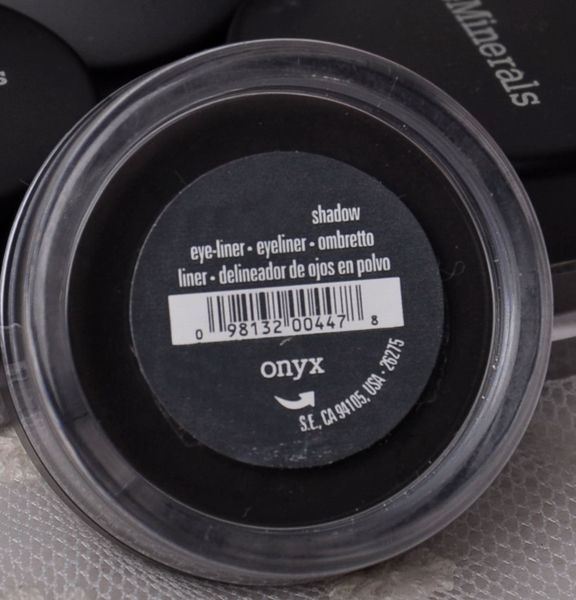 Minerals
s
shadow
eye-liner • eyeliner • ombretto
liner • delineador de ojos en polvo
0 98132 00447 8
onyx
S.F., CA 94105, USA • 26275